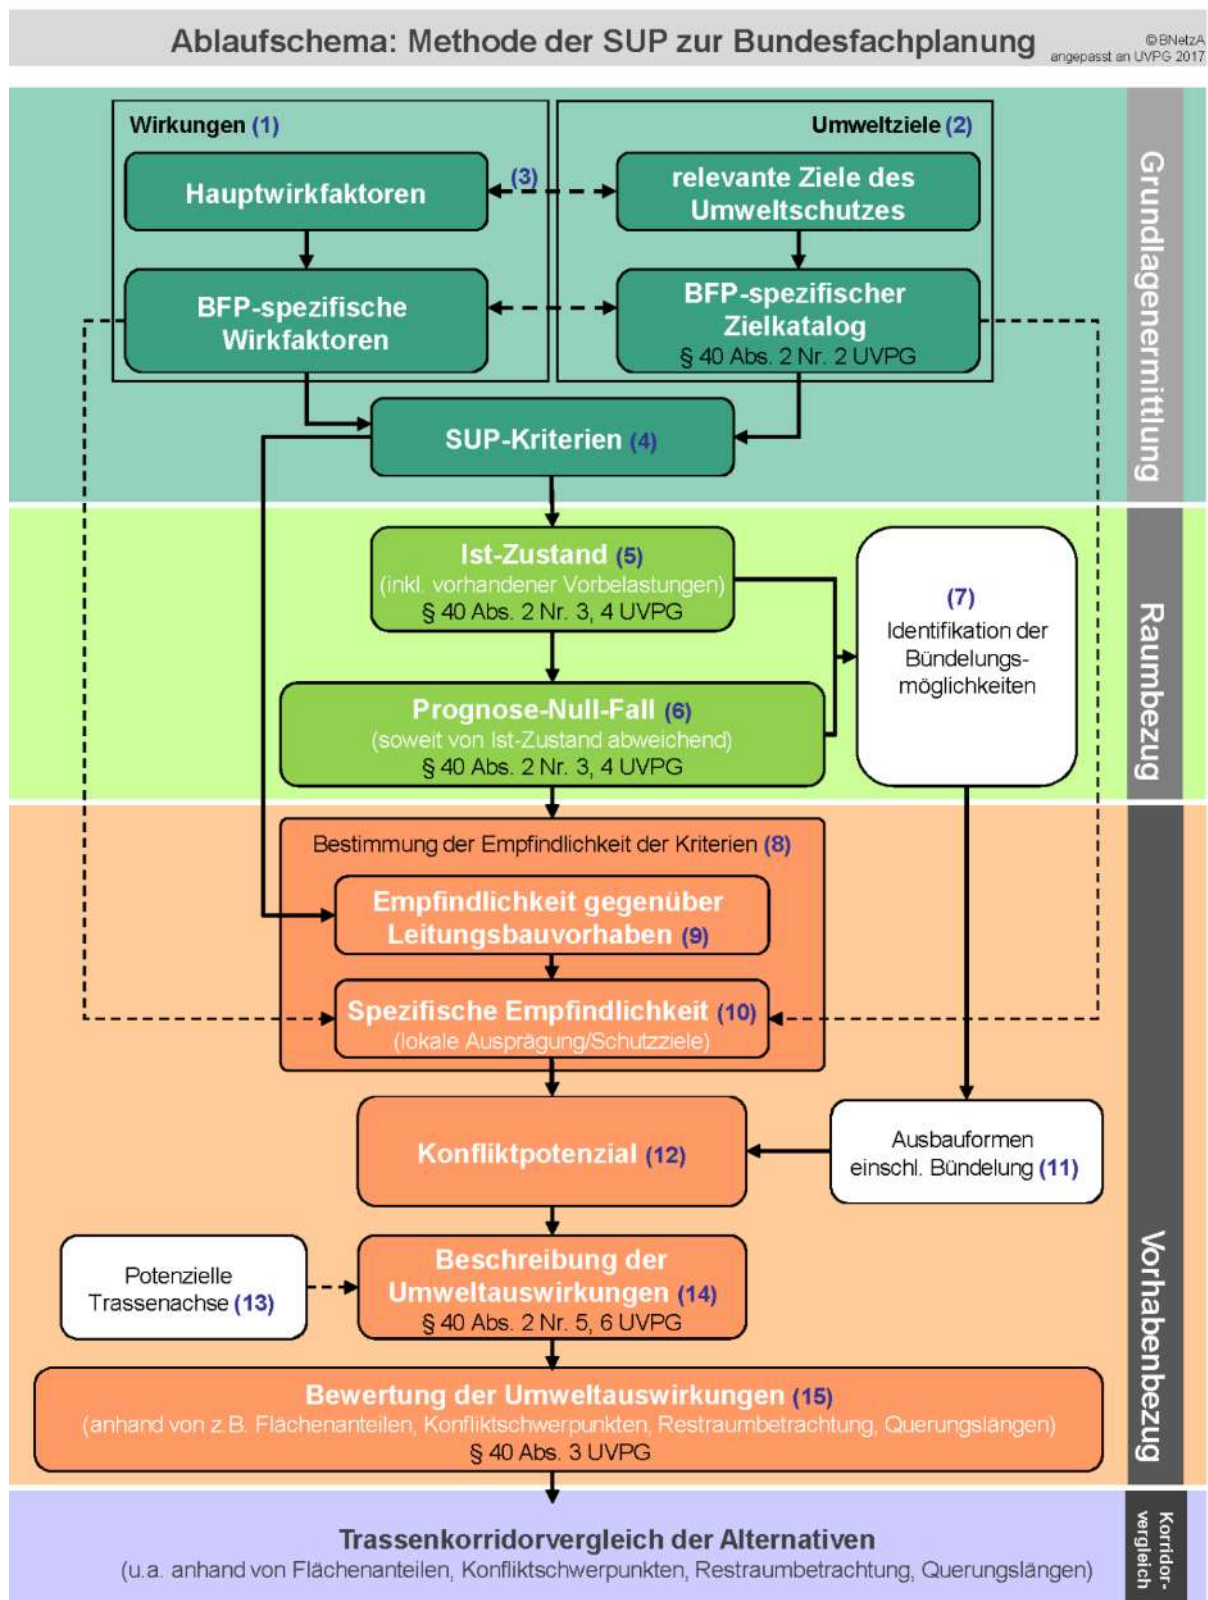 Ablaufschema: Methode der SUP zur Bundesfachplanung
©BNetzA
angepasst an UVPG 2017
Wirkungen (1)
Umweltziele (2)
Hauptwirkfaktoren
(3)
relevante Ziele des
Umweltschutzes
BFP-spezifische
Wirkfaktoren
BFP-spezifischer
Zielkatalog
§ 40 Abs. 2 Nr. 2 UVPG
SUP-Kriterien (4)
Grundlagenermittlung
Ist-Zustand (5)
(inkl. vorhandener Vorbelastungen)
§ 40 Abs. 2 Nr. 3, 4 UVPG
Prognose-Null-Fall (6)
(soweit von Ist-Zustand abweichend)
§ 40 Abs. 2 Nr. 3, 4 UVPG
(7)
Identifikation der
Bündelungs-
möglichkeiten
Raumbezug
Bestimmung der Empfindlichkeit der Kriterien (8)
Empfindlichkeit gegenüber
Leitungsbauvorhaben (9)
Spezifische Empfindlichkeit (10)
(lokale Ausprägung/Schutzziele)
Konfliktpotenzial (12)
Ausbauformen
einschl. Bündelung (11)
Potenzielle
Trassenachse (13)
Beschreibung der
Umweltauswirkungen (14)
§ 40 Abs. 2 Nr. 5, 6 UVPG
Bewertung der Umweltauswirkungen (15)
(anhand von z.B. Flächenanteilen, Konfliktschwerpunkten, Restraumbetrachtung, Querungslängen)
§ 40 Abs. 3 UVPG
Vorhabenbezug
Trassenkorridorvergleich der Alternativen
(u.a. anhand von Flächenanteilen, Konfliktschwerpunkten, Restraumbetrachtung, Querungslängen)
Korridor-
vergleich